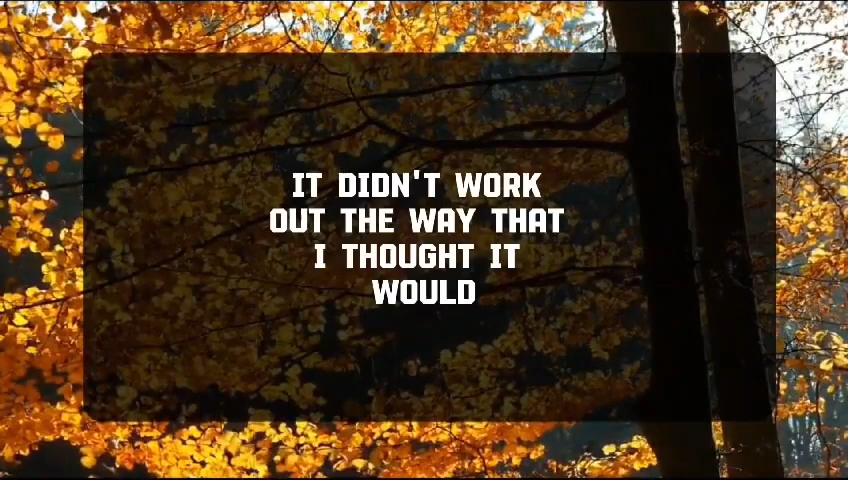 IT DIDN'T WORK
OUT THE WAY THAT
I THOUGHT IT
WOULD